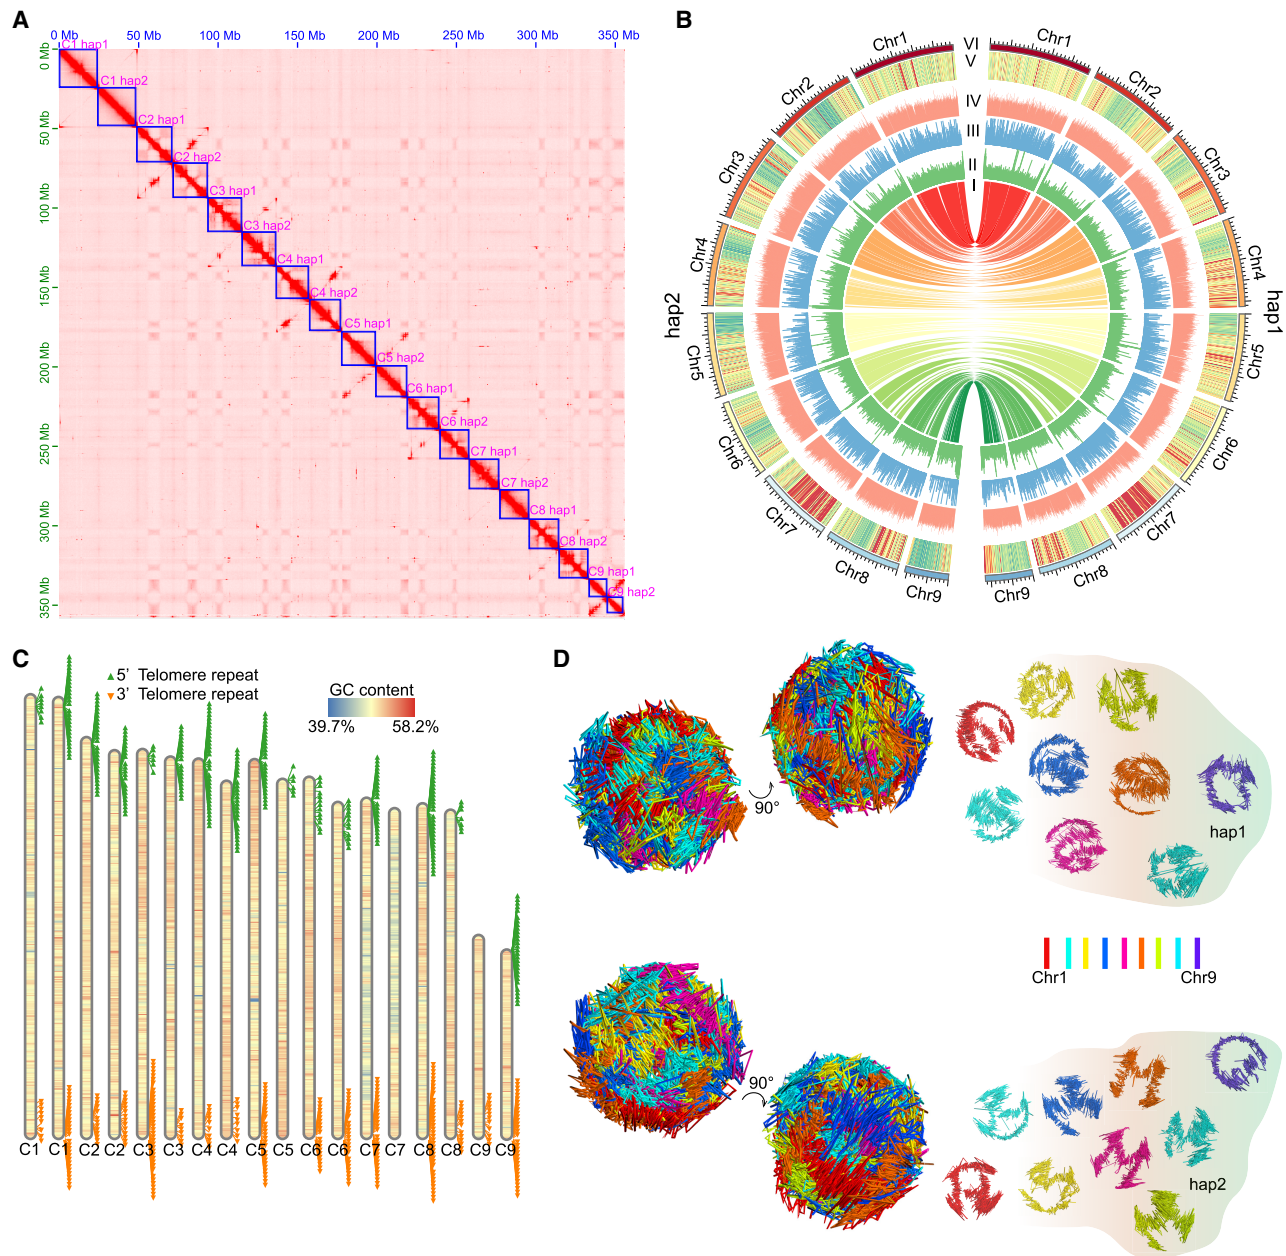 A
0 Mb 50 Mb 100 Mb 150 Mb 200 Mb 250 Mb 300 Mb 350 Mb
0 Mb
50 Mb
100 Mb
150 Mb
200 Mb
250 Mb
300 Mb
350 Mb
C1 hap1
C1 hap2
C2 hap1
C2 hap2
C3 hap1
C3 hap2
C4 hap1
C4 hap2
C5 hap1
C5 hap2
C6 hap1
C6 hap2
C7 hap1
C7 hap2
C8 hap1
C8 hap2
C9 hap1
C9 hap2
B
VI
V
IV
III
II
I
Chr1
Chr2
Chr3
Chr4
Chr5
Chr6
Chr7
Chr8
Chr9
hap1
Chr1
Chr2
Chr3
Chr4
Chr5
Chr6
Chr7
Chr8
Chr9
hap2
C
5’ Telomere repeat
3’ Telomere repeat
GC content
39.7% 58.2%
C1 C1 C2 C2 C3 C3 C4 C4 C5 C5 C6 C6 C7 C7 C8 C8 C9 C9
D
90°
hap1
Chr1 Chr9
90°
hap2